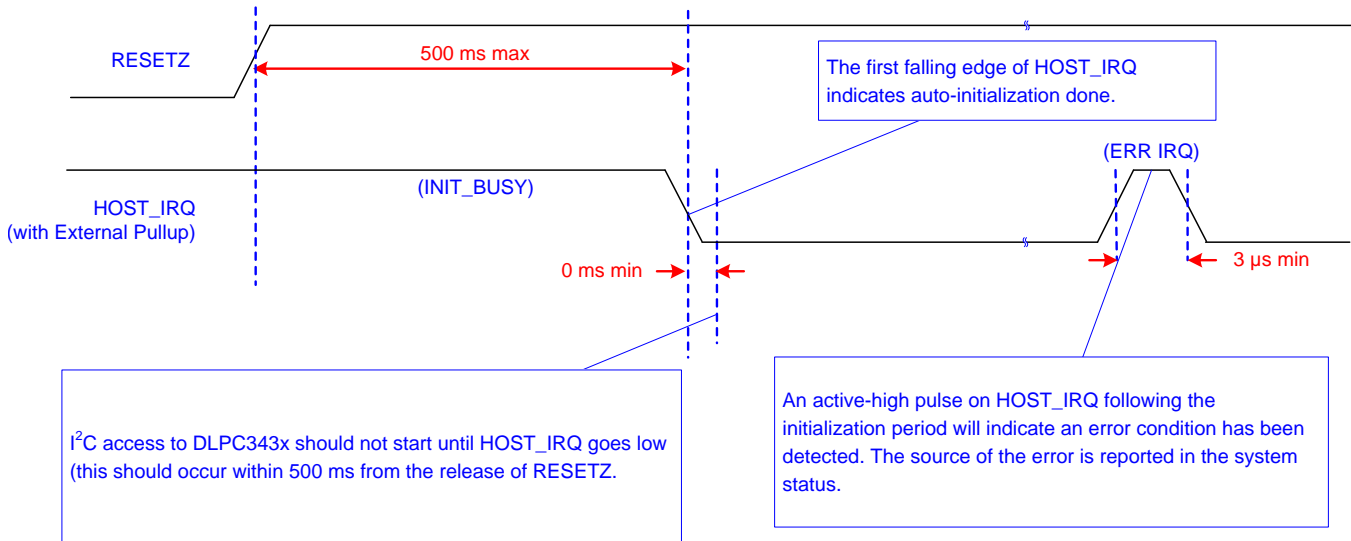 RESETZ
500 ms max
The first falling edge of HOST_IRQ
indicates auto-initialization done.
(ERR IRQ)
(INIT_BUSY)
HOST_IRQ
(with External Pullup)
0 ms min
3 µs min
I²C access to DLPC343x should not start until HOST_IRQ goes low
(this should occur within 500 ms from the release of RESETZ.
An active-high pulse on HOST_IRQ following the
initialization period will indicate an error condition has been
detected. The source of the error is reported in the system
status.